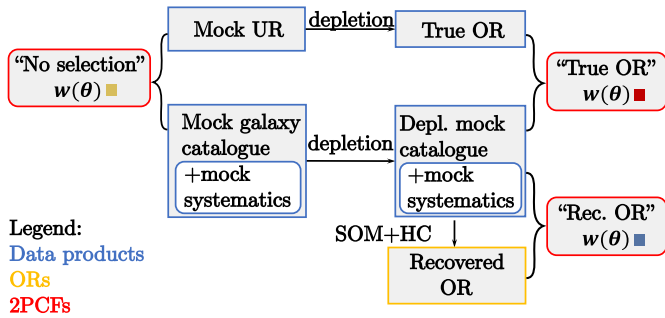 Mock UR
depletion
True OR
“No selection”
w(θ)
“True OR”
w(θ)
Mock galaxy
catalogue
+mock
systematics
depletion
Depl. mock
catalogue
+mock
systematics
“Rec. OR”
w(θ)
SOM+HC
Recovered
OR
Legend:
Data products
ORs
2PCFs